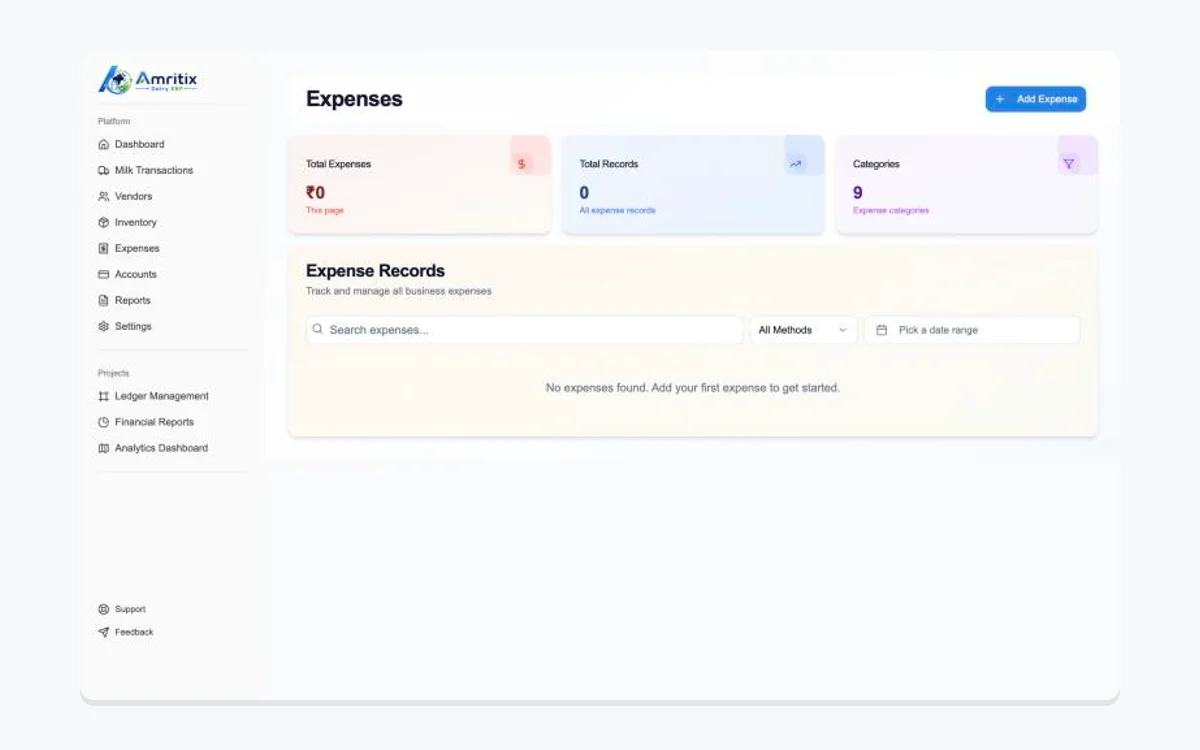 Amritix
Dairy ERP
Platform
Dashboard
Milk Transactions
Vendors
Inventory
Expenses
Accounts
Reports
Settings
Projects
Ledger Management
Financial Reports
Analytics Dashboard
Support
Feedback
Expenses
+ Add Expense
Total Expenses
$
₹0
This page
Total Records
0
All expense records
Categories
9
Expense categories
Expense Records
Track and manage all business expenses
Search expenses...
All Methods
Pick a date range
No expenses found. Add your first expense to get started.